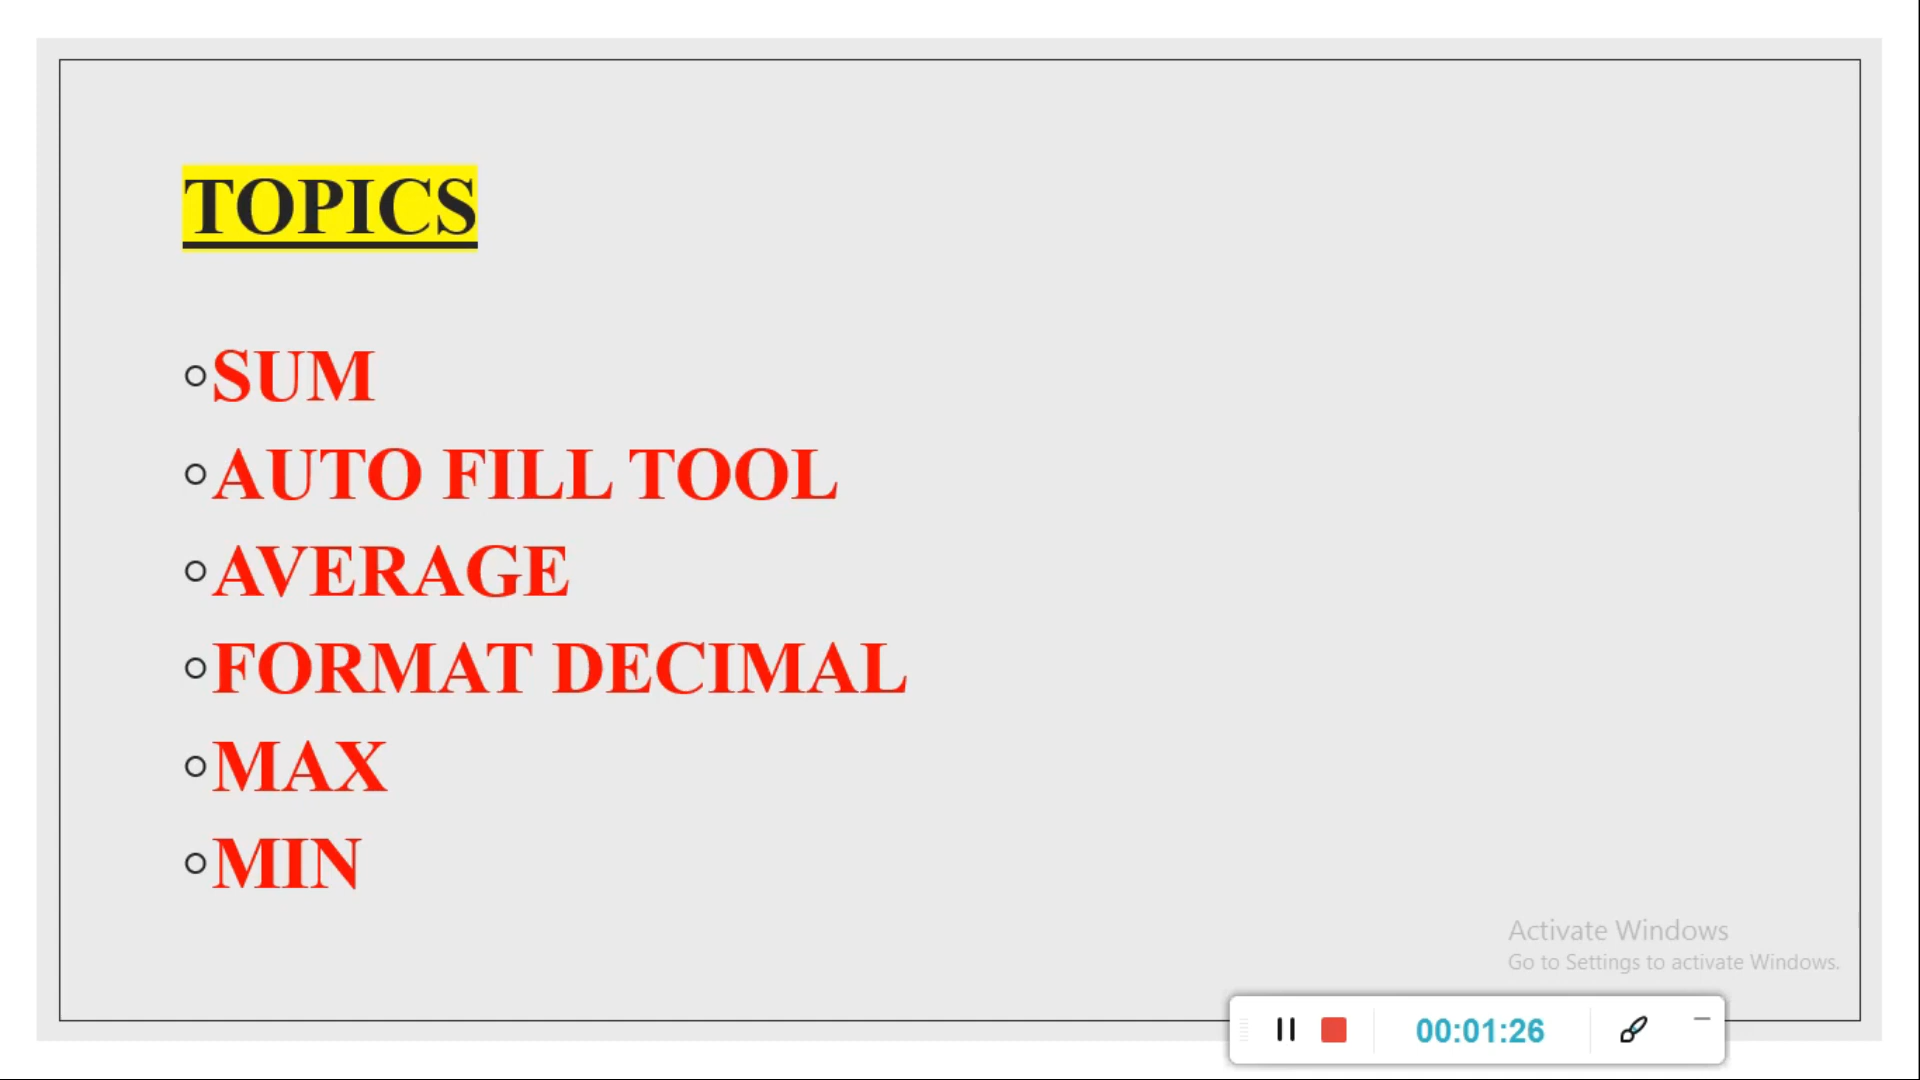 TOPICS
SUM
AUTO FILL TOOL
AVERAGE
FORMAT DECIMAL
MAX
MIN
Activate Windows
Go to Settings to activate Windows.
00:01:26